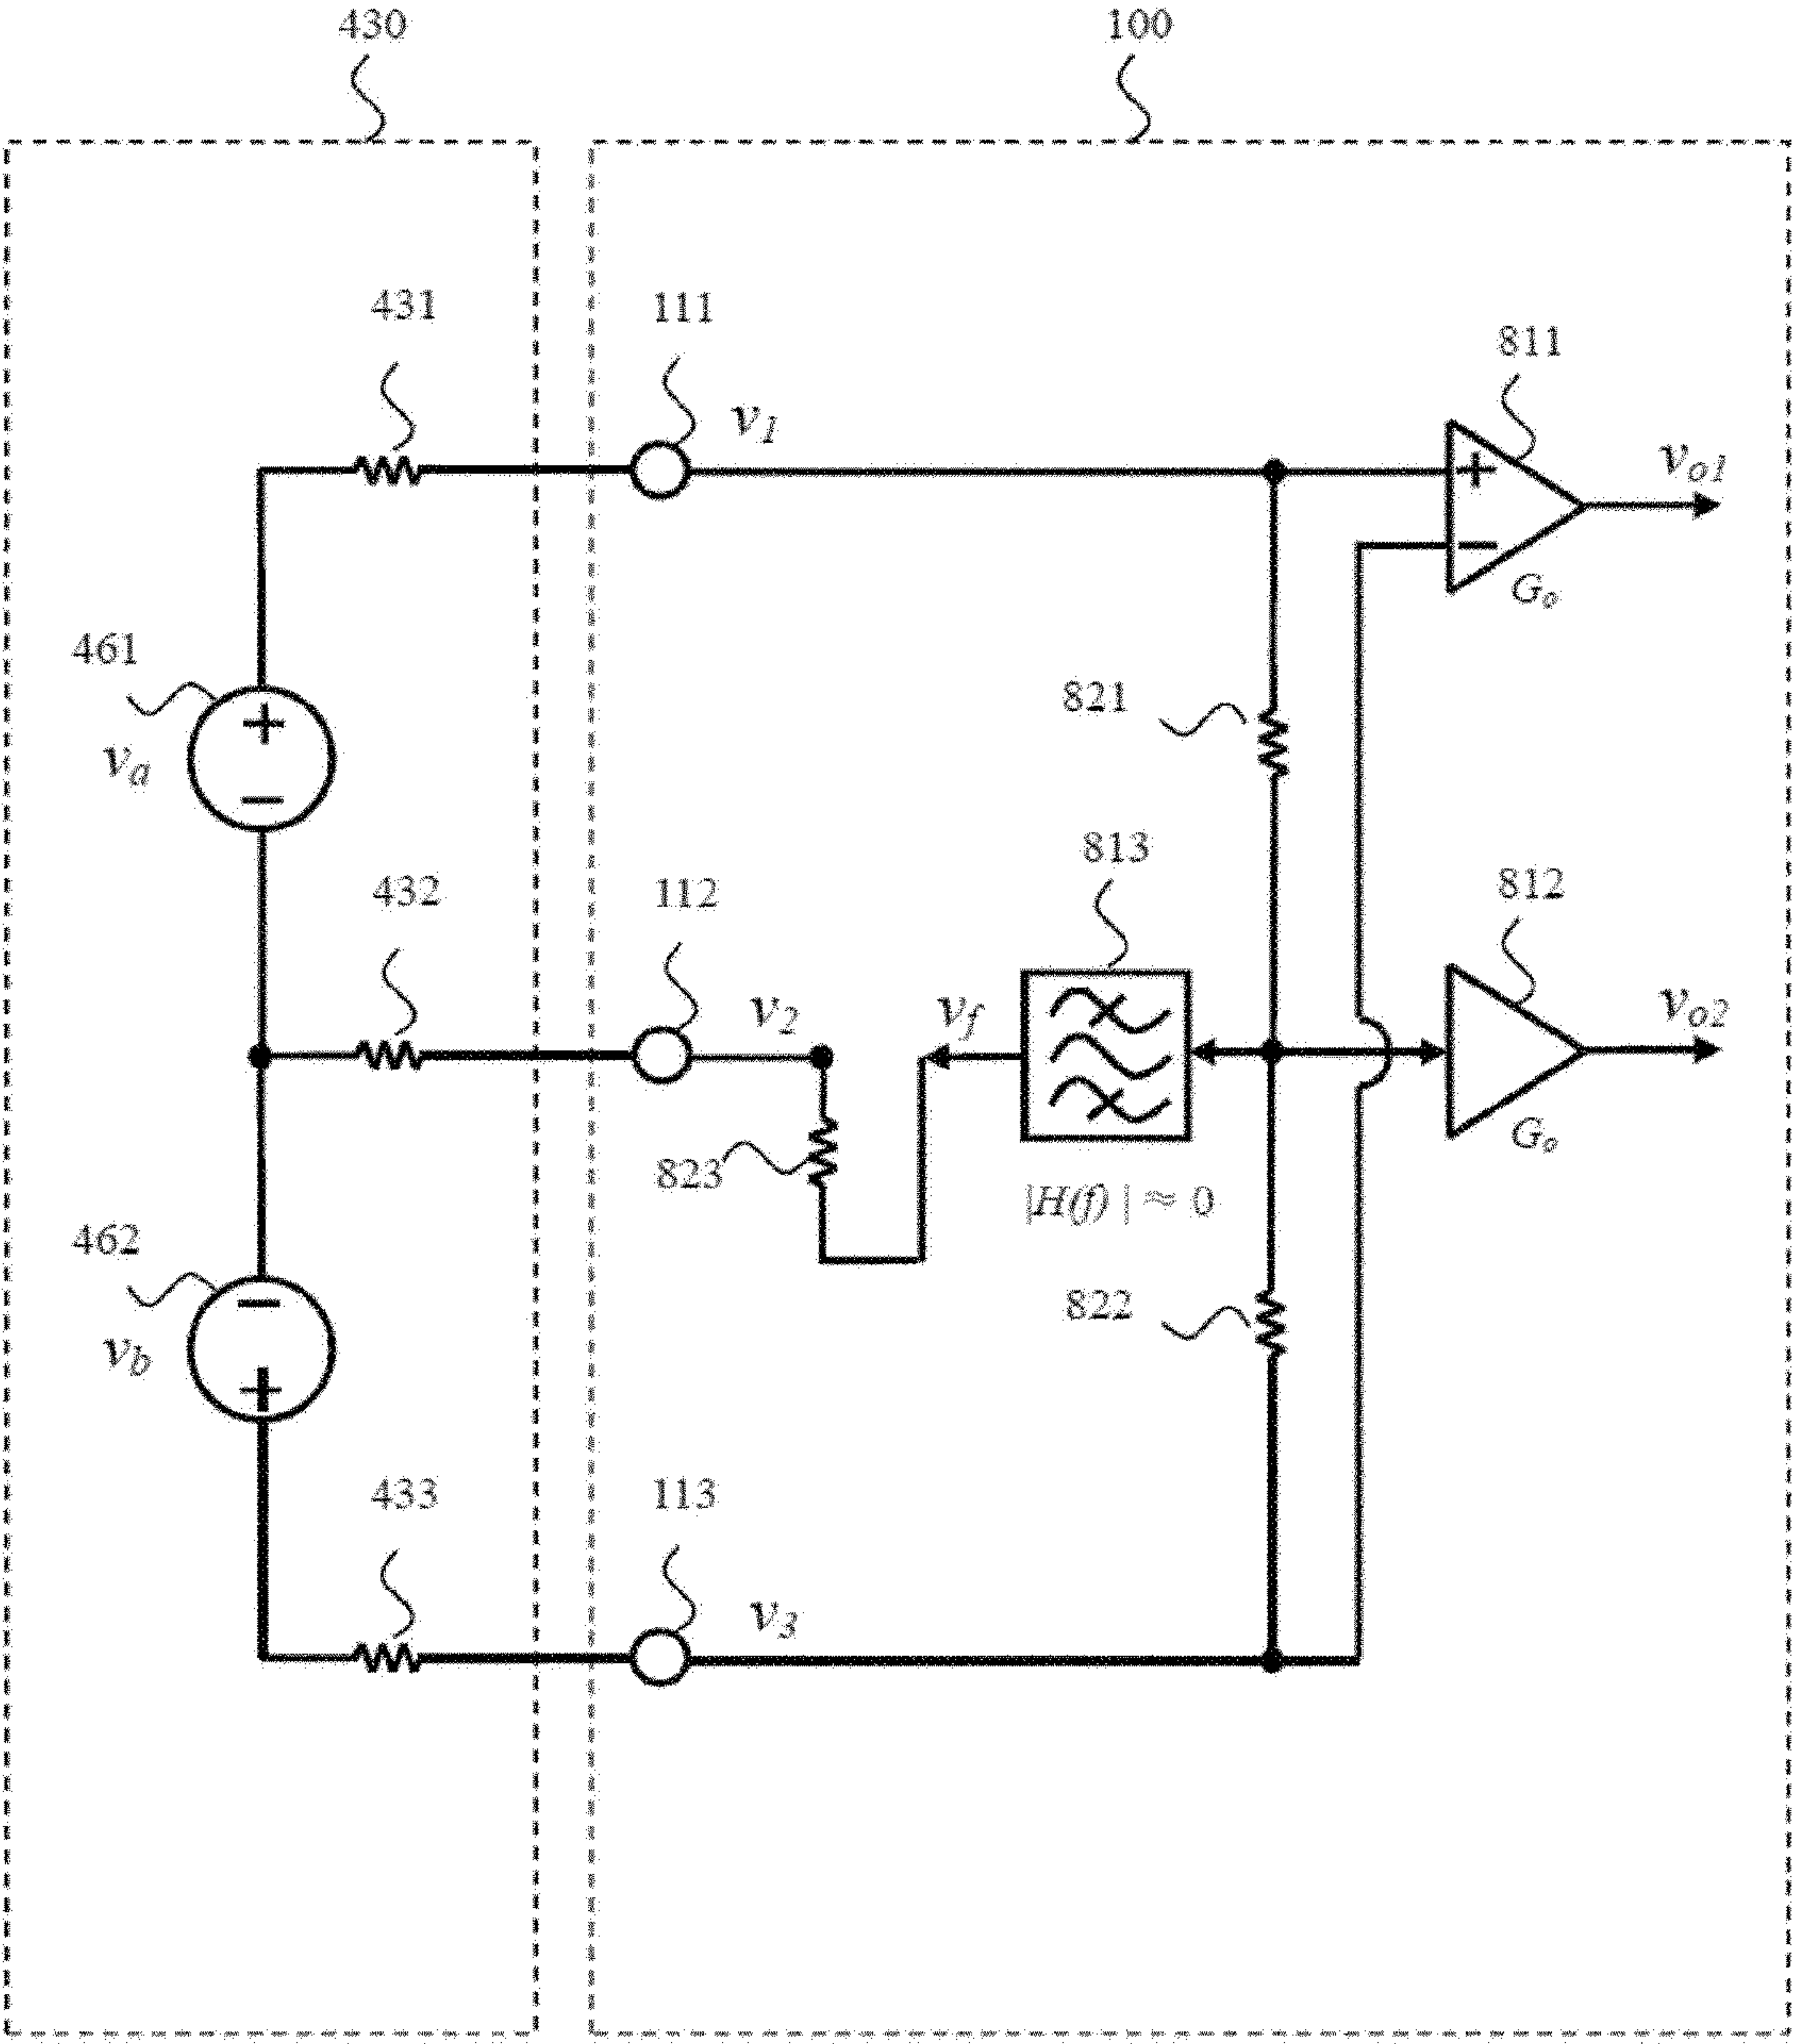 430
100
431
111
v1
811
vo1
+
−
Go
461
+
va
−
821
813
432
112
v2
vf
812
vo2
823
|H(f)| ≈ 0
Go
462
−
vb
+
822
433
113
v3